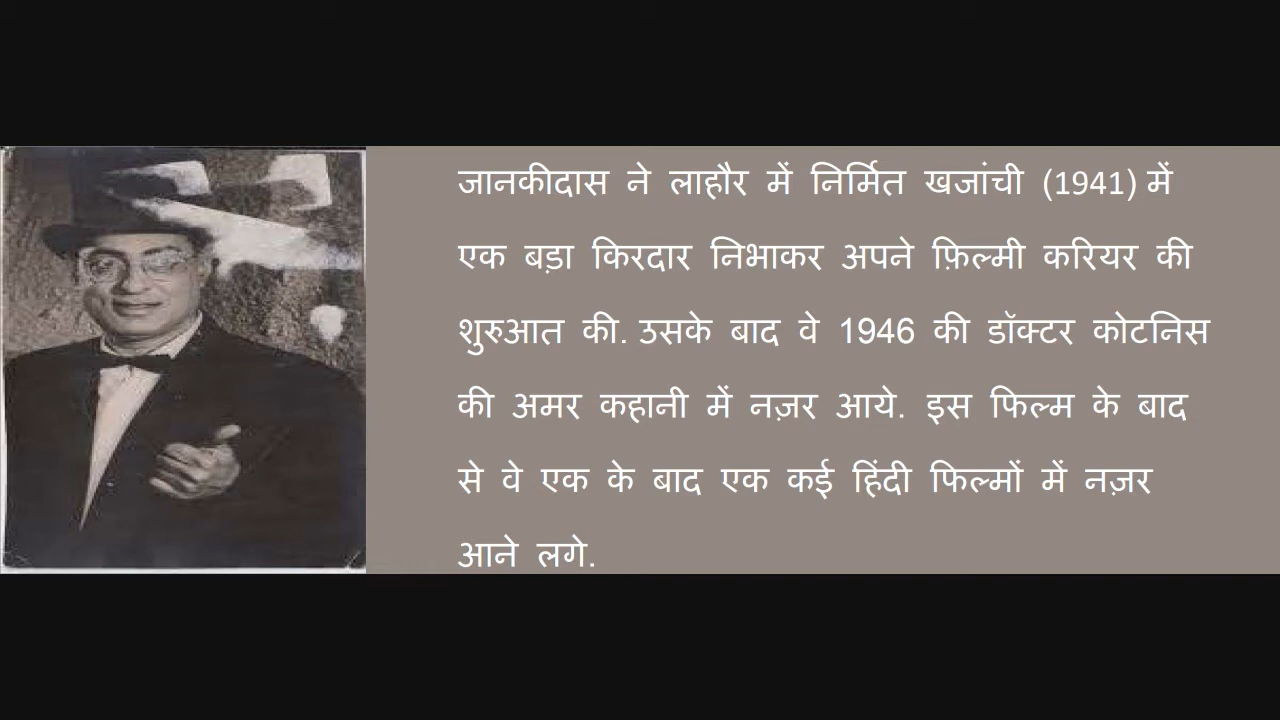 जानकीदास ने लाहौर में निर्मित खजांची (1941) में
एक बड़ा किरदार निभाकर अपने फ़िल्मी करियर की
शुरुआत की. उसके बाद वे 1946 की डॉक्टर कोटनिस
की अमर कहानी में नज़र आये. इस फिल्म के बाद
से वे एक के बाद एक कई हिंदी फिल्मों में नज़र
आने लगे.